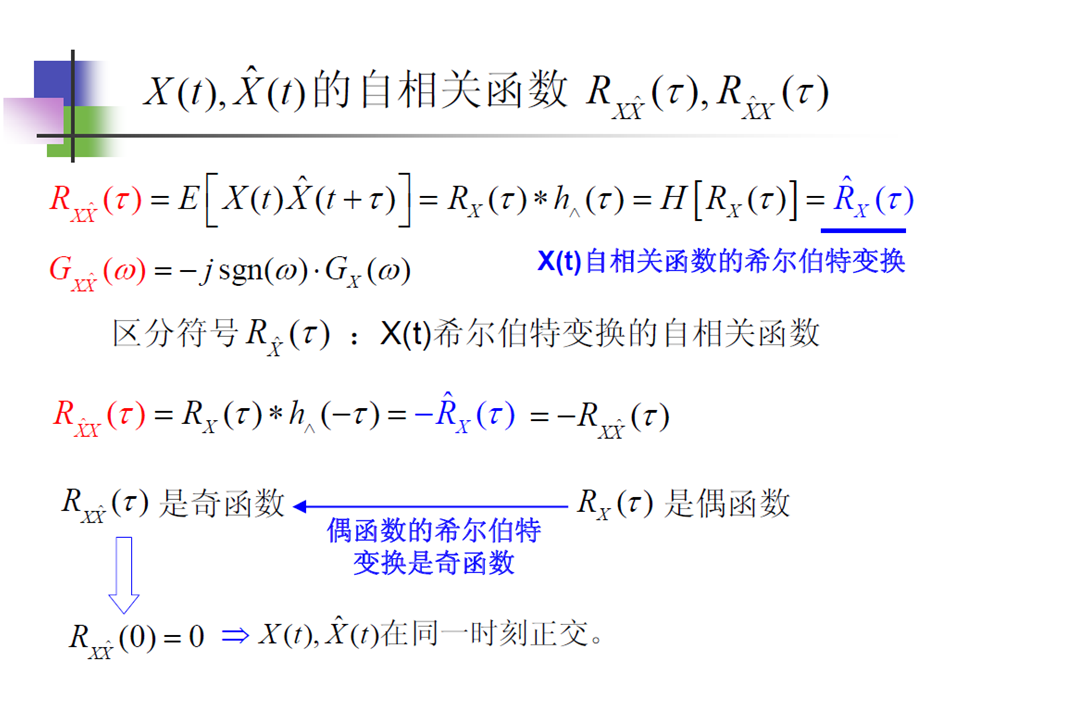 X(t), X̂(t)的自相关函数 R_{XX̂}(τ), R_{X̂X}(τ)
R_{XX̂}(τ) = E[X(t)X̂(t+τ)] = R_X(τ) * h_∧(τ) = H[R_X(τ)] = R̂_X(τ)
G_{XX̂}(ω) = −j sgn(ω)·G_X(ω)
X(t)自相关函数的希尔伯特变换
区分符号 R_{X̂}(τ) ：X(t)希尔伯特变换的自相关函数
R_{X̂X}(τ) = R_X(τ) * h_∧(−τ) = −R̂_X(τ) = −R_{XX̂}(τ)
R_{XX̂}(τ) 是奇函数
R_X(τ) 是偶函数
偶函数的希尔伯特
变换是奇函数
R_{XX̂}(0) = 0 ⇒ X(t), X̂(t)在同一时刻正交。